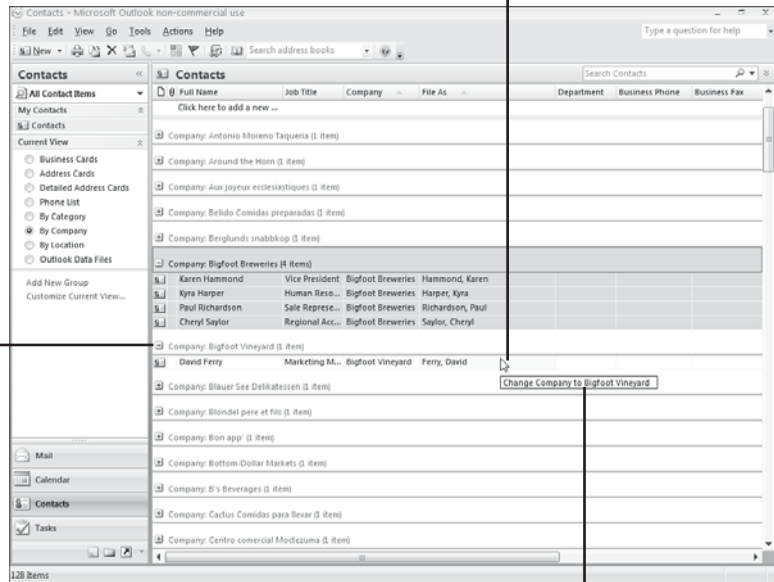 Contacts - Microsoft Outlook non-commercial use
File Edit View Go Tools Actions Help
Type a question for help
New
Search address books
Contacts
All Contact Items
My Contacts
Contacts
Current View
Business Cards
Address Cards
Detailed Address Cards
Phone List
By Category
By Company
By Location
Outlook Data Files
Add New Group
Customize Current View...
Mail
Calendar
Contacts
Tasks
Contacts
Search Contacts
Full Name Job Title Company File As Department Business Phone Business Fax
Click here to add a new ...
Company: Antonio Moreno Taqueria (1 item)
Company: Around the Horn (1 item)
Company: Aux joyeux ecclesiastiques (1 item)
Company: Belido Comidas preparadas (1 item)
Company: Berglunds snabbkop (1 item)
Company: Bigfoot Breweries (4 items)
Karen Hammond Vice President Bigfoot Breweries Hammond, Karen
Kyra Harper Human Reso... Bigfoot Breweries Harper, Kyra
Paul Richardson Sale Represe... Bigfoot Breweries Richardson, Paul
Cheryl Saylor Regional Acc... Bigfoot Breweries Saylor, Cheryl
Company: Bigfoot Vineyard (1 item)
David Ferry Marketing M... Bigfoot Vineyard Ferry, David
Change Company to Bigfoot Vineyard
Company: Blauer See Delikatessen (1 item)
Company: Blondel pere et fils (1 item)
Company: Bon app' (1 item)
Company: Bottom-Dollar Markets (1 item)
Company: B's Beverages (1 item)
Company: Cactus Comidas para llevar (1 item)
Company: Centro comercial Moctezuma (1 item)
128 Items